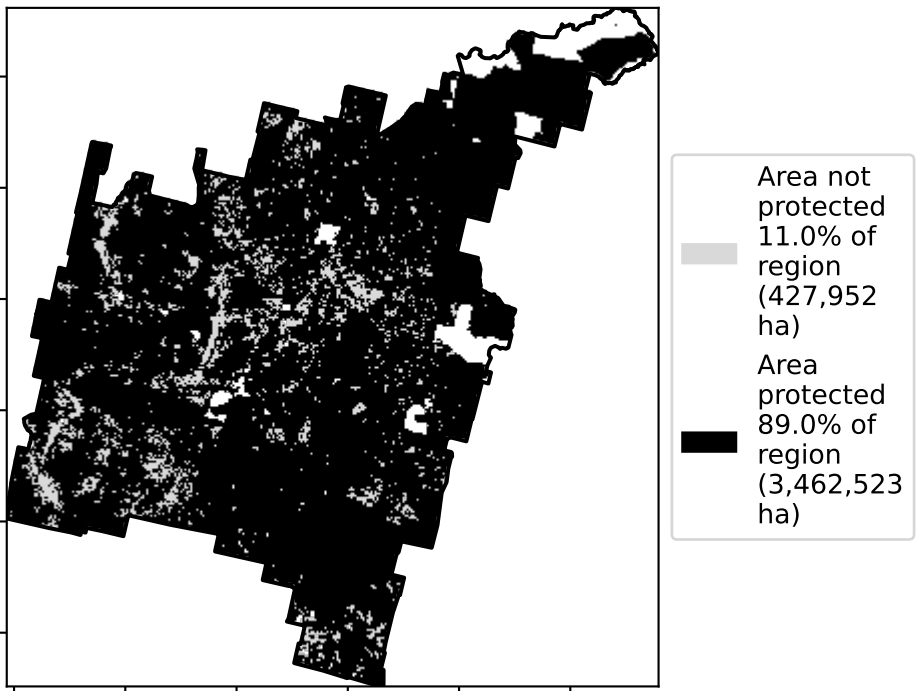 Area not
protected
11.0% of
region
(427,952
ha)
Area
protected
89.0% of
region
(3,462,523
ha)